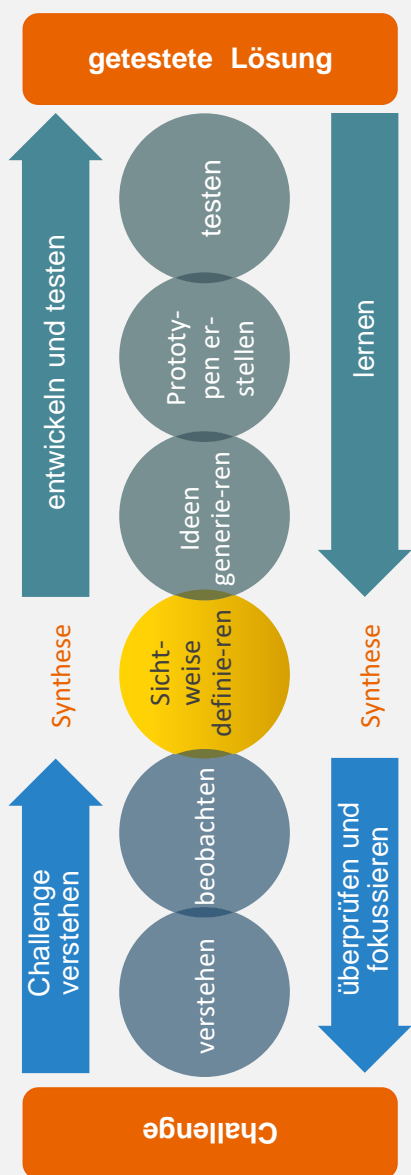 getestete Lösung
entwickeln und testen
testen
Prototy-
pen er-
stellen
lernen
Ideen
generie-ren
Synthese
Sicht-
weise
definie-ren
Synthese
Challenge
verstehen
beobachten
verstehen
überprüfen und
fokussieren
Challenge